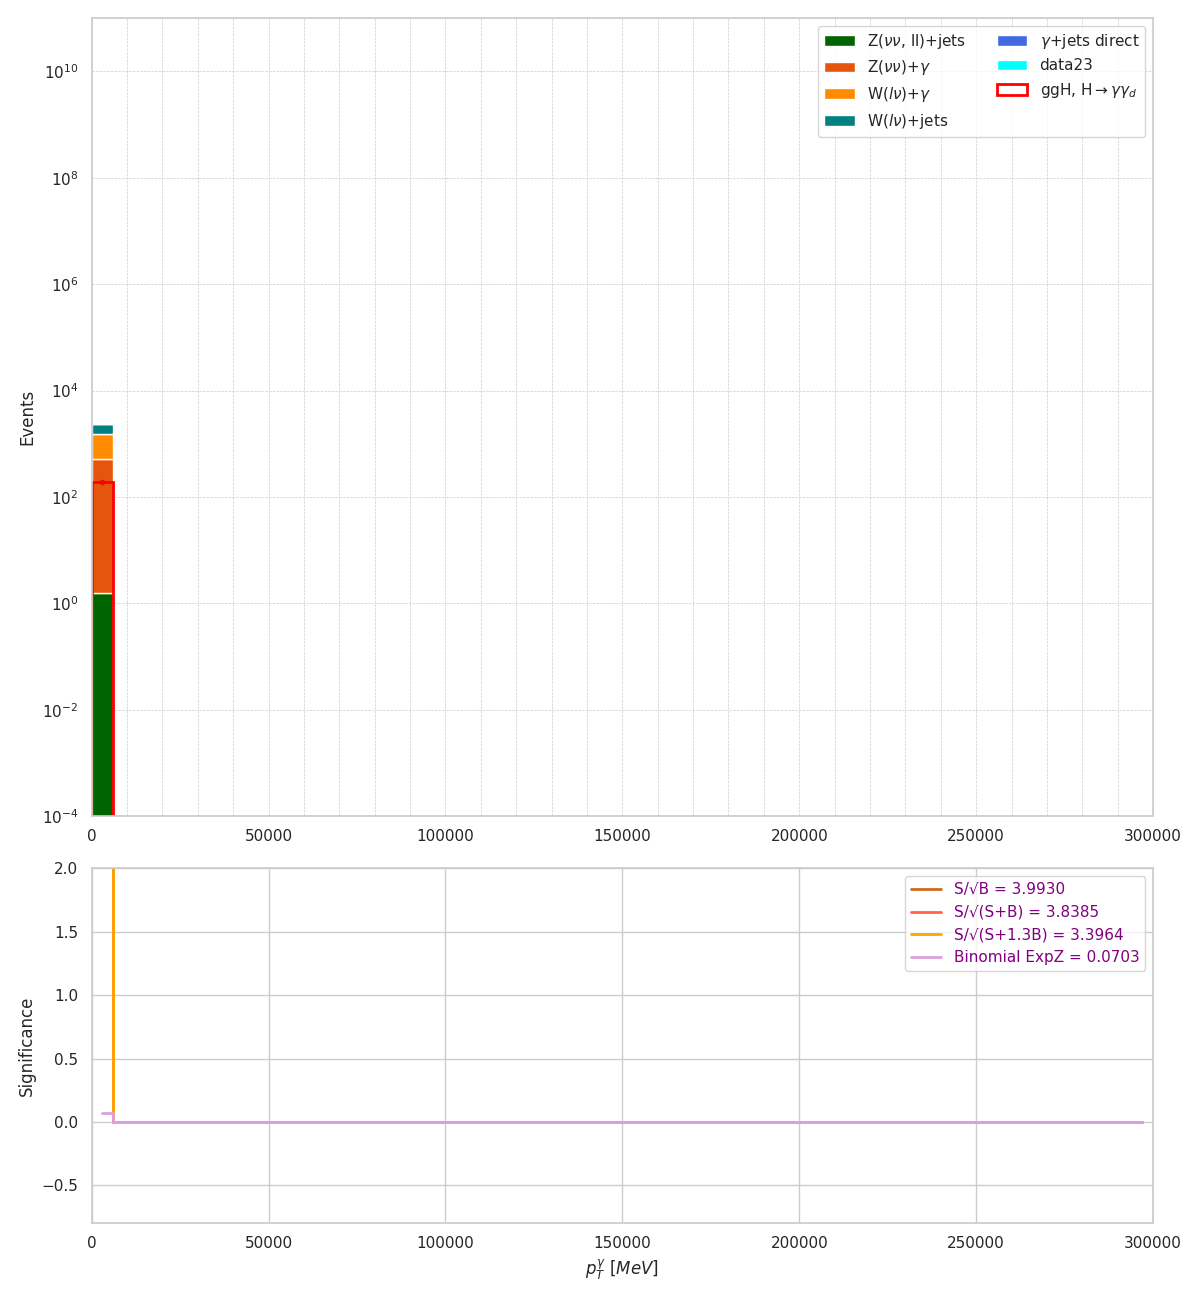 Z(νν, ll)+jets
Z(νν)+γ
W(lν)+γ
W(lν)+jets
γ+jets direct
data23
ggH, H→γγ_d
10^10
10^8
10^6
10^4
10^2
10^0
10^−2
10^−4
Events
0 50000 100000 150000 200000 250000 300000
S/√B = 3.9930
S/√(S+B) = 3.8385
S/√(S+1.3B) = 3.3964
Binomial ExpZ = 0.0703
2.0
1.5
1.0
0.5
0.0
−0.5
Significance
0 50000 100000 150000 200000 250000 300000
p_T^γ [MeV]